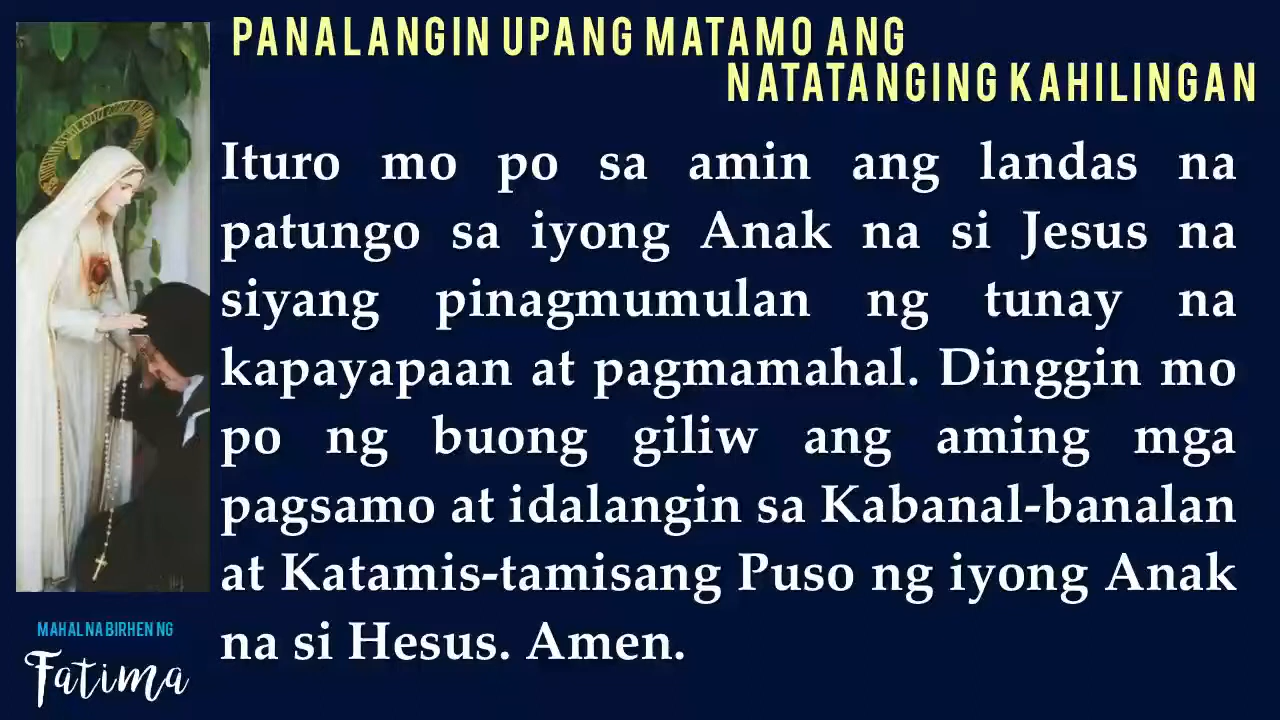 PANALANGIN UPANG MATAMO ANG
NATATANGING KAHILINGAN
Ituro mo po sa amin ang landas na
patungo sa iyong Anak na si Jesus na
siyang pinagmumulan ng tunay na
kapayapaan at pagmamahal. Dinggin mo
po ng buong giliw ang aming mga
pagsamo at idalangin sa Kabanal-banalan
at Katamis-tamisang Puso ng iyong Anak
na si Hesus. Amen.
MAHAL NA BIRHEN NG
Fatima